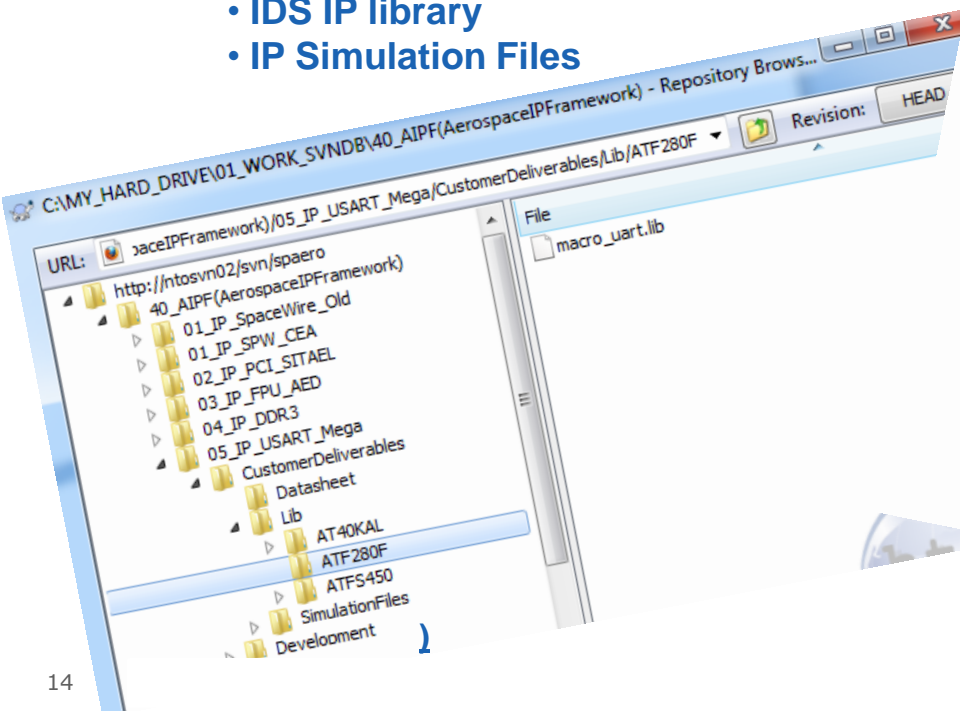 • IDS IP library
• IP Simulation Files
C:\MY_HARD_DRIVE\01_WORK_SVNDB\40_AIPF(AerospaceIPFramework) - Repository Brows...
URL: ɔaceIPFramework)/05_IP_USART_Mega/CustomerDeliverables/Lib/ATF280F Revision: HEAD
http://ntosvn02/svn/spaero
40_AIPF(AerospaceIPFramework)
01_IP_SpaceWire_Old
01_IP_SPW_CEA
02_IP_PCI_SITAEL
03_IP_FPU_AED
04_IP_DDR3
05_IP_USART_Mega
CustomerDeliverables
Datasheet
Lib
AT40KAL
ATF280F
ATFS450
SimulationFiles
Development
File
macro_uart.lib
)
14